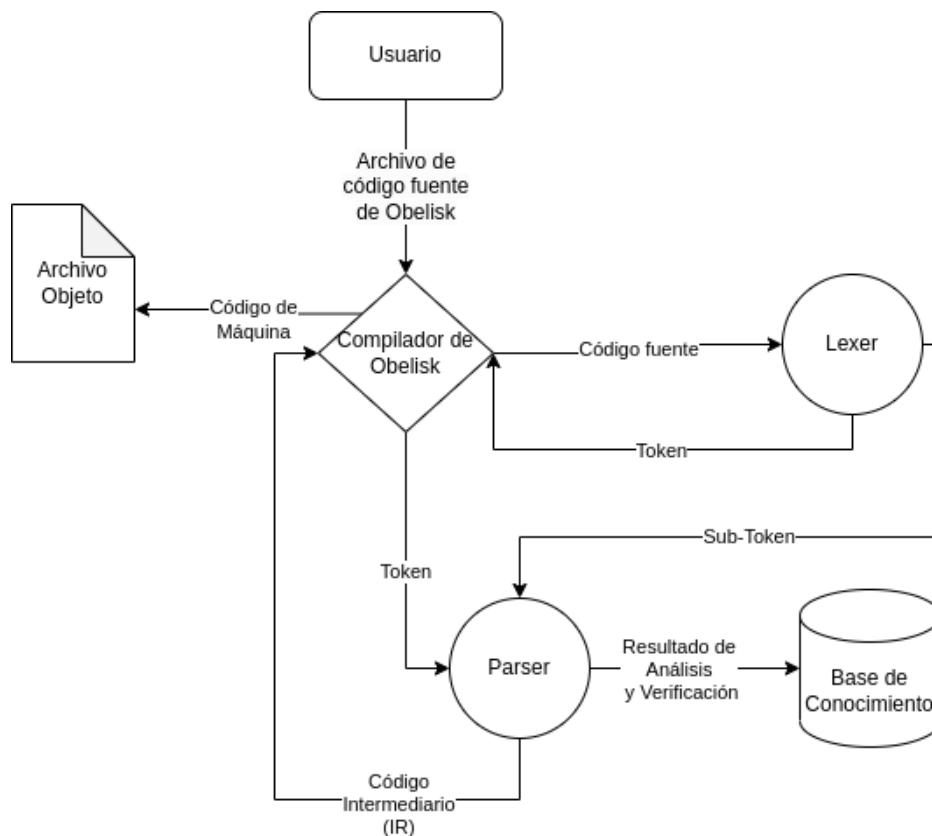 Usuario
Archivo de
código fuente
de Obelisk
Archivo
Objeto
Código de
Máquina
Compilador de
Obelisk
Código fuente
Lexer
Token
Sub-Token
Token
Parser
Resultado de
Análisis
y Verificación
Base de
Conocimiento
Código
Intermediario
(IR)